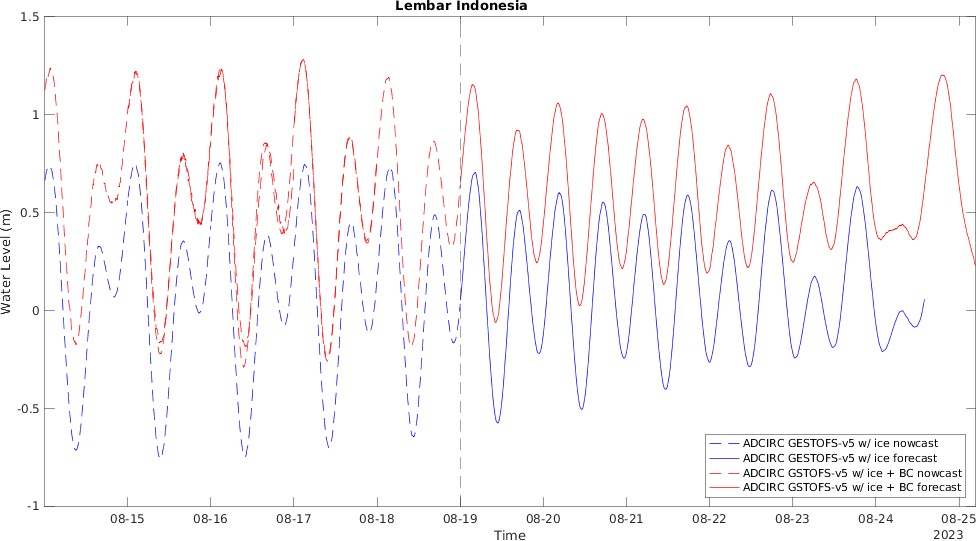 Lembar Indonesia
1.5
1
0.5
0
-0.5
-1
Water Level (m)
ADCIRC GESTOFS-v5 w/ ice nowcast
ADCIRC GESTOFS-v5 w/ ice forecast
ADCIRC GSTOFS-v5 w/ ice + BC nowcast
ADCIRC GSTOFS-v5 w/ ice + BC forecast
08-15 08-16 08-17 08-18 08-19 08-20 08-21 08-22 08-23 08-24 08-25
Time
2023